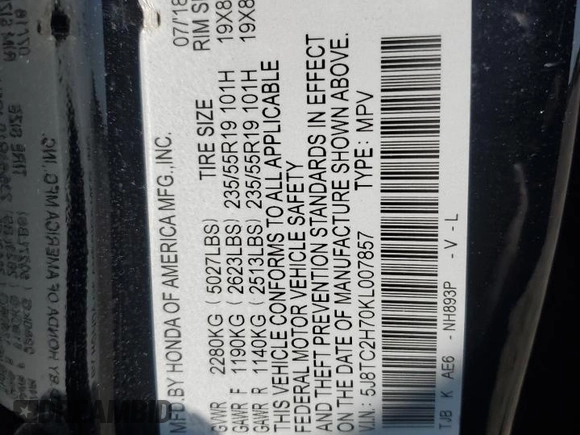 MFD.BY HONDA OF AMERICA MFG.,INC. 07/'18
GVWR 2280KG (5027LBS) TIRE SIZE RIM S
GAWR F 1190KG (2623LBS) 235/55R19 101H 19X8
GAWR R 1140KG (2513LBS) 235/55R19 101H 19X8
THIS VEHICLE CONFORMS TO ALL APPLICABLE
FEDERAL MOTOR VEHICLE SAFETY
AND THEFT PREVENTION STANDARDS IN EFFECT
ON THE DATE OF MANUFACTURE SHOWN ABOVE.
V.I.N.: 5J8TC2H70KL007857 TYPE: MPV
TJB K AE6 -NH893P -V-L